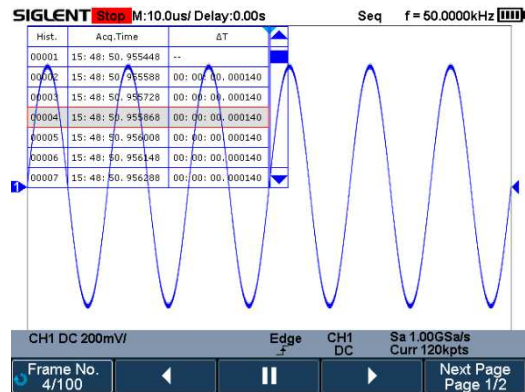 SIGLENT Stop M:10.0us/ Delay:0.00s Seq f = 50.0000kHz
Hist. Acq.Time ΔT
00001 15: 48: 50. 955448 --
00002 15: 48: 50. 955588 00: 00: 00. 000140
00003 15: 48: 50. 955728 00: 00: 00. 000140
00004 15: 48: 50. 955868 00: 00: 00. 000140
00005 15: 48: 50. 956008 00: 00: 00. 000140
00006 15: 48: 50. 956148 00: 00: 00. 000140
00007 15: 48: 50. 956288 00: 00: 00. 000140
1
CH1 DC 200mV/ Edge CH1 Sa 1.00GSa/s
DC Curr 120kpts
Frame No. Next Page
4/100 Page 1/2